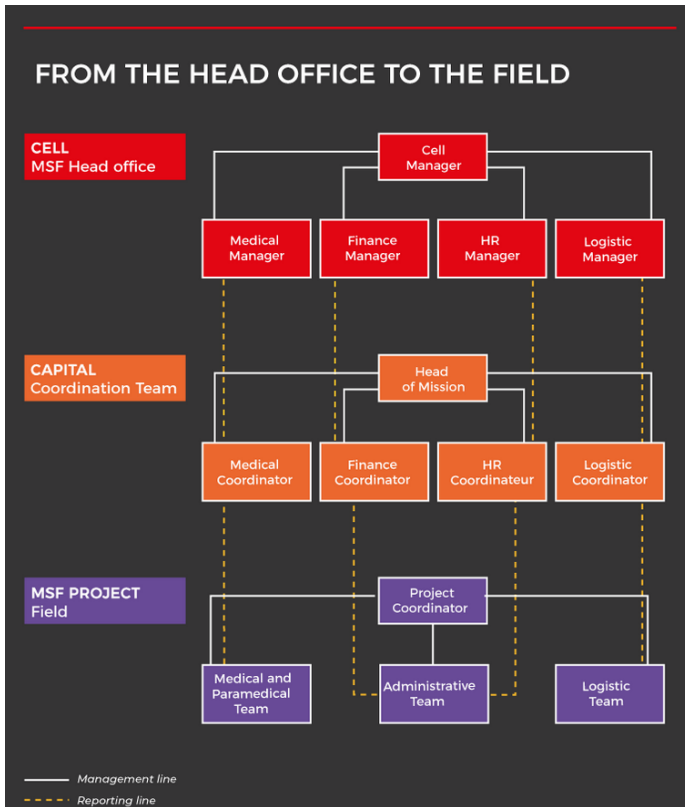 FROM THE HEAD OFFICE TO THE FIELD
CELL
MSF Head office
Cell
Manager
Medical
Manager
Finance
Manager
HR
Manager
Logistic
Manager
CAPITAL
Coordination Team
Head
of Mission
Medical
Coordinator
Finance
Coordinator
HR
Coordinateur
Logistic
Coordinator
MSF PROJECT
Field
Project
Coordinator
Medical and
Paramedical
Team
Administrative
Team
Logistic
Team
Management line
Reporting line